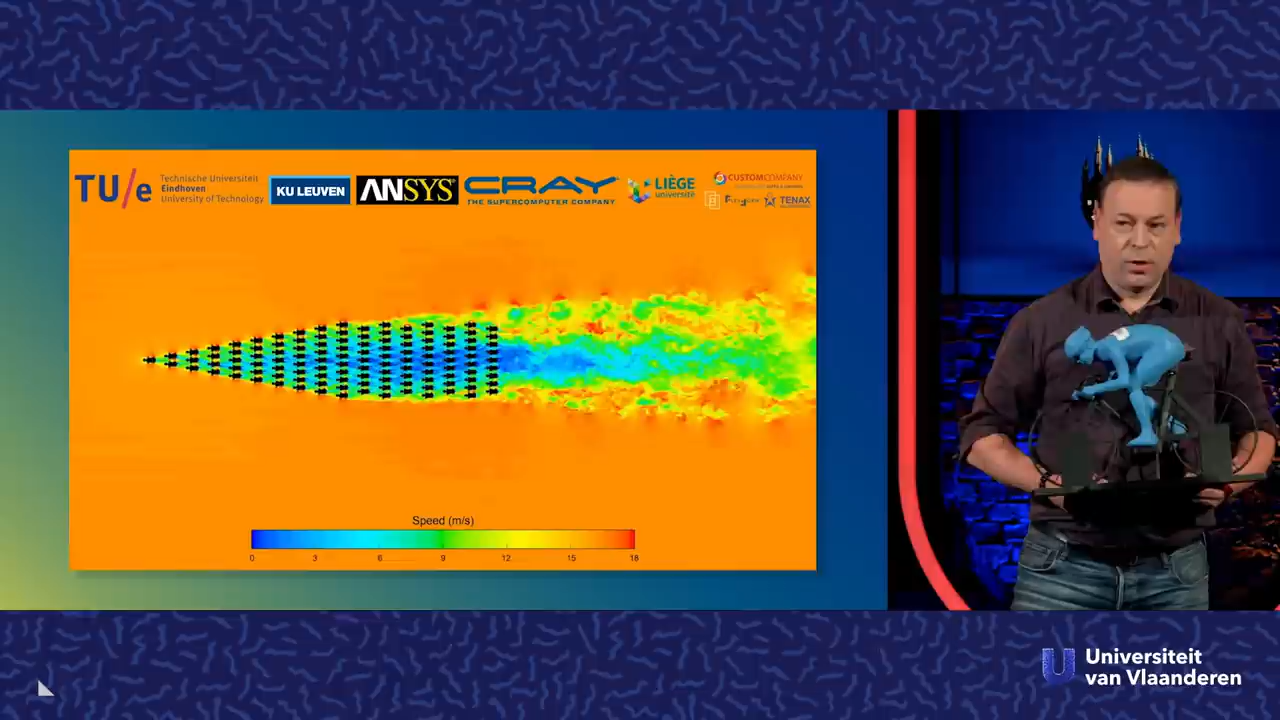 TU/e
Technische Universiteit
Eindhoven
University of Technology
KU LEUVEN
ANSYS
CRAY
THE SUPERCOMPUTER COMPANY
LIÈGE
université
CUSTOMCOMPANY
TENAX
Speed (m/s)
0 3 6 9 12 15 18
Universiteit
van Vlaanderen